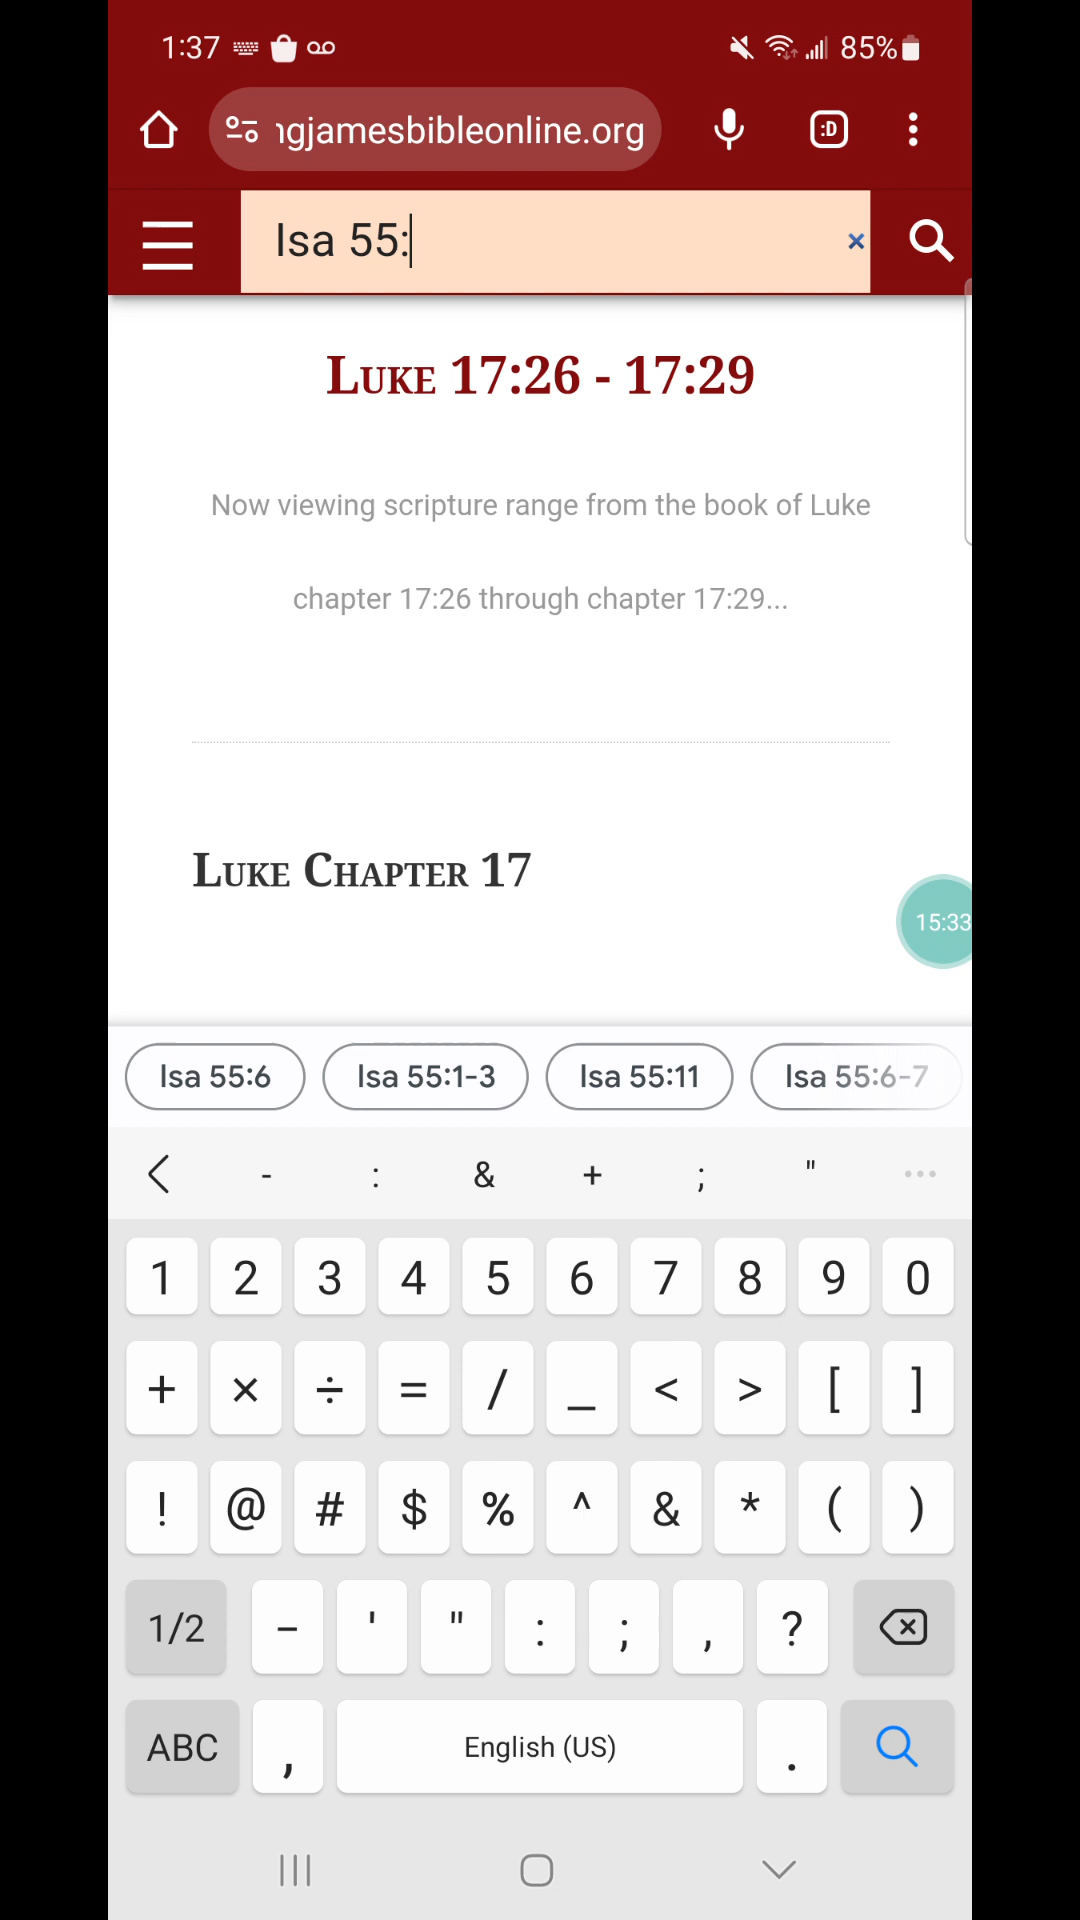 1:37 85%
ngjamesbibleonline.org :D
Isa 55: ×
LUKE 17:26 - 17:29
Now viewing scripture range from the book of Luke
chapter 17:26 through chapter 17:29...
LUKE CHAPTER 17
15:33
Isa 55:6 Isa 55:1-3 Isa 55:11 Isa 55:6-7
- : & + ; "
1 2 3 4 5 6 7 8 9 0
+ × ÷ = / _ < > [ ]
! @ # $ % ^ & * ( )
1/2 - ' " : ; , ?
ABC , English (US) .